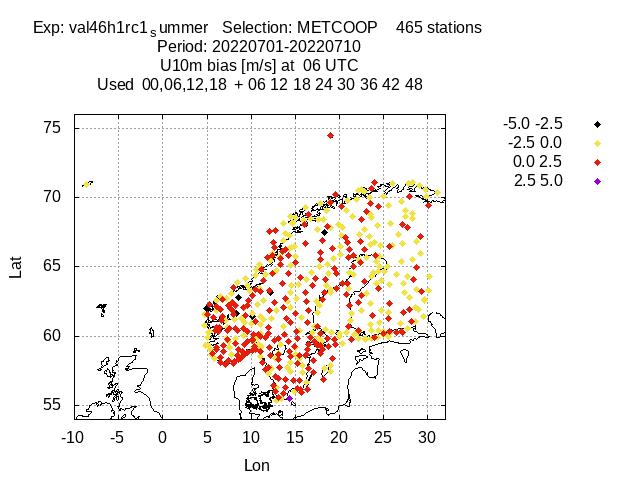 Exp: val46h1rc1summer Selection: METCOOP 465 stations
Period: 20220701-20220710
U10m bias [m/s] at 06 UTC
Used 00,06,12,18 + 06 12 18 24 30 36 42 48
-5.0 -2.5
-2.5 0.0
0.0 2.5
2.5 5.0
75
70
65
60
55
Lat
-10 -5 0 5 10 15 20 25 30
Lon